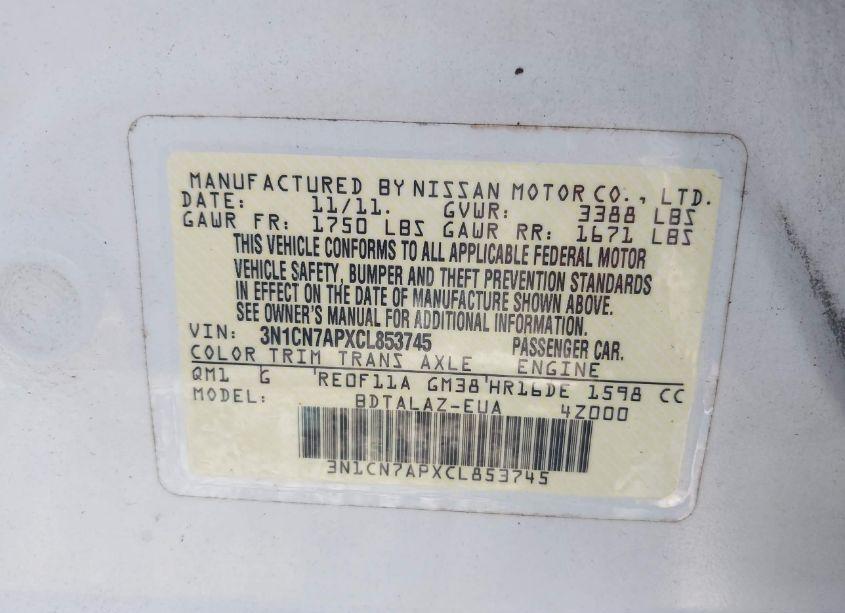 MANUFACTURED BY NISSAN MOTOR CO., LTD.
DATE: 11/11. GVWR: 3388 LBS
GAWR FR: 1750 LBS GAWR RR: 1671 LBS
THIS VEHICLE CONFORMS TO ALL APPLICABLE FEDERAL MOTOR
VEHICLE SAFETY, BUMPER AND THEFT PREVENTION STANDARDS
IN EFFECT ON THE DATE OF MANUFACTURE SHOWN ABOVE.
SEE OWNER'S MANUAL FOR ADDITIONAL INFORMATION.
VIN: 3N1CN7APXCL853745 PASSENGER CAR.
COLOR TRIM TRANS AXLE ENGINE
QM1 G RE0F11A GM38 HR16DE 1598 CC
MODEL: BDTALAZ-EUA 4Z000
3N1CN7APXCL853745